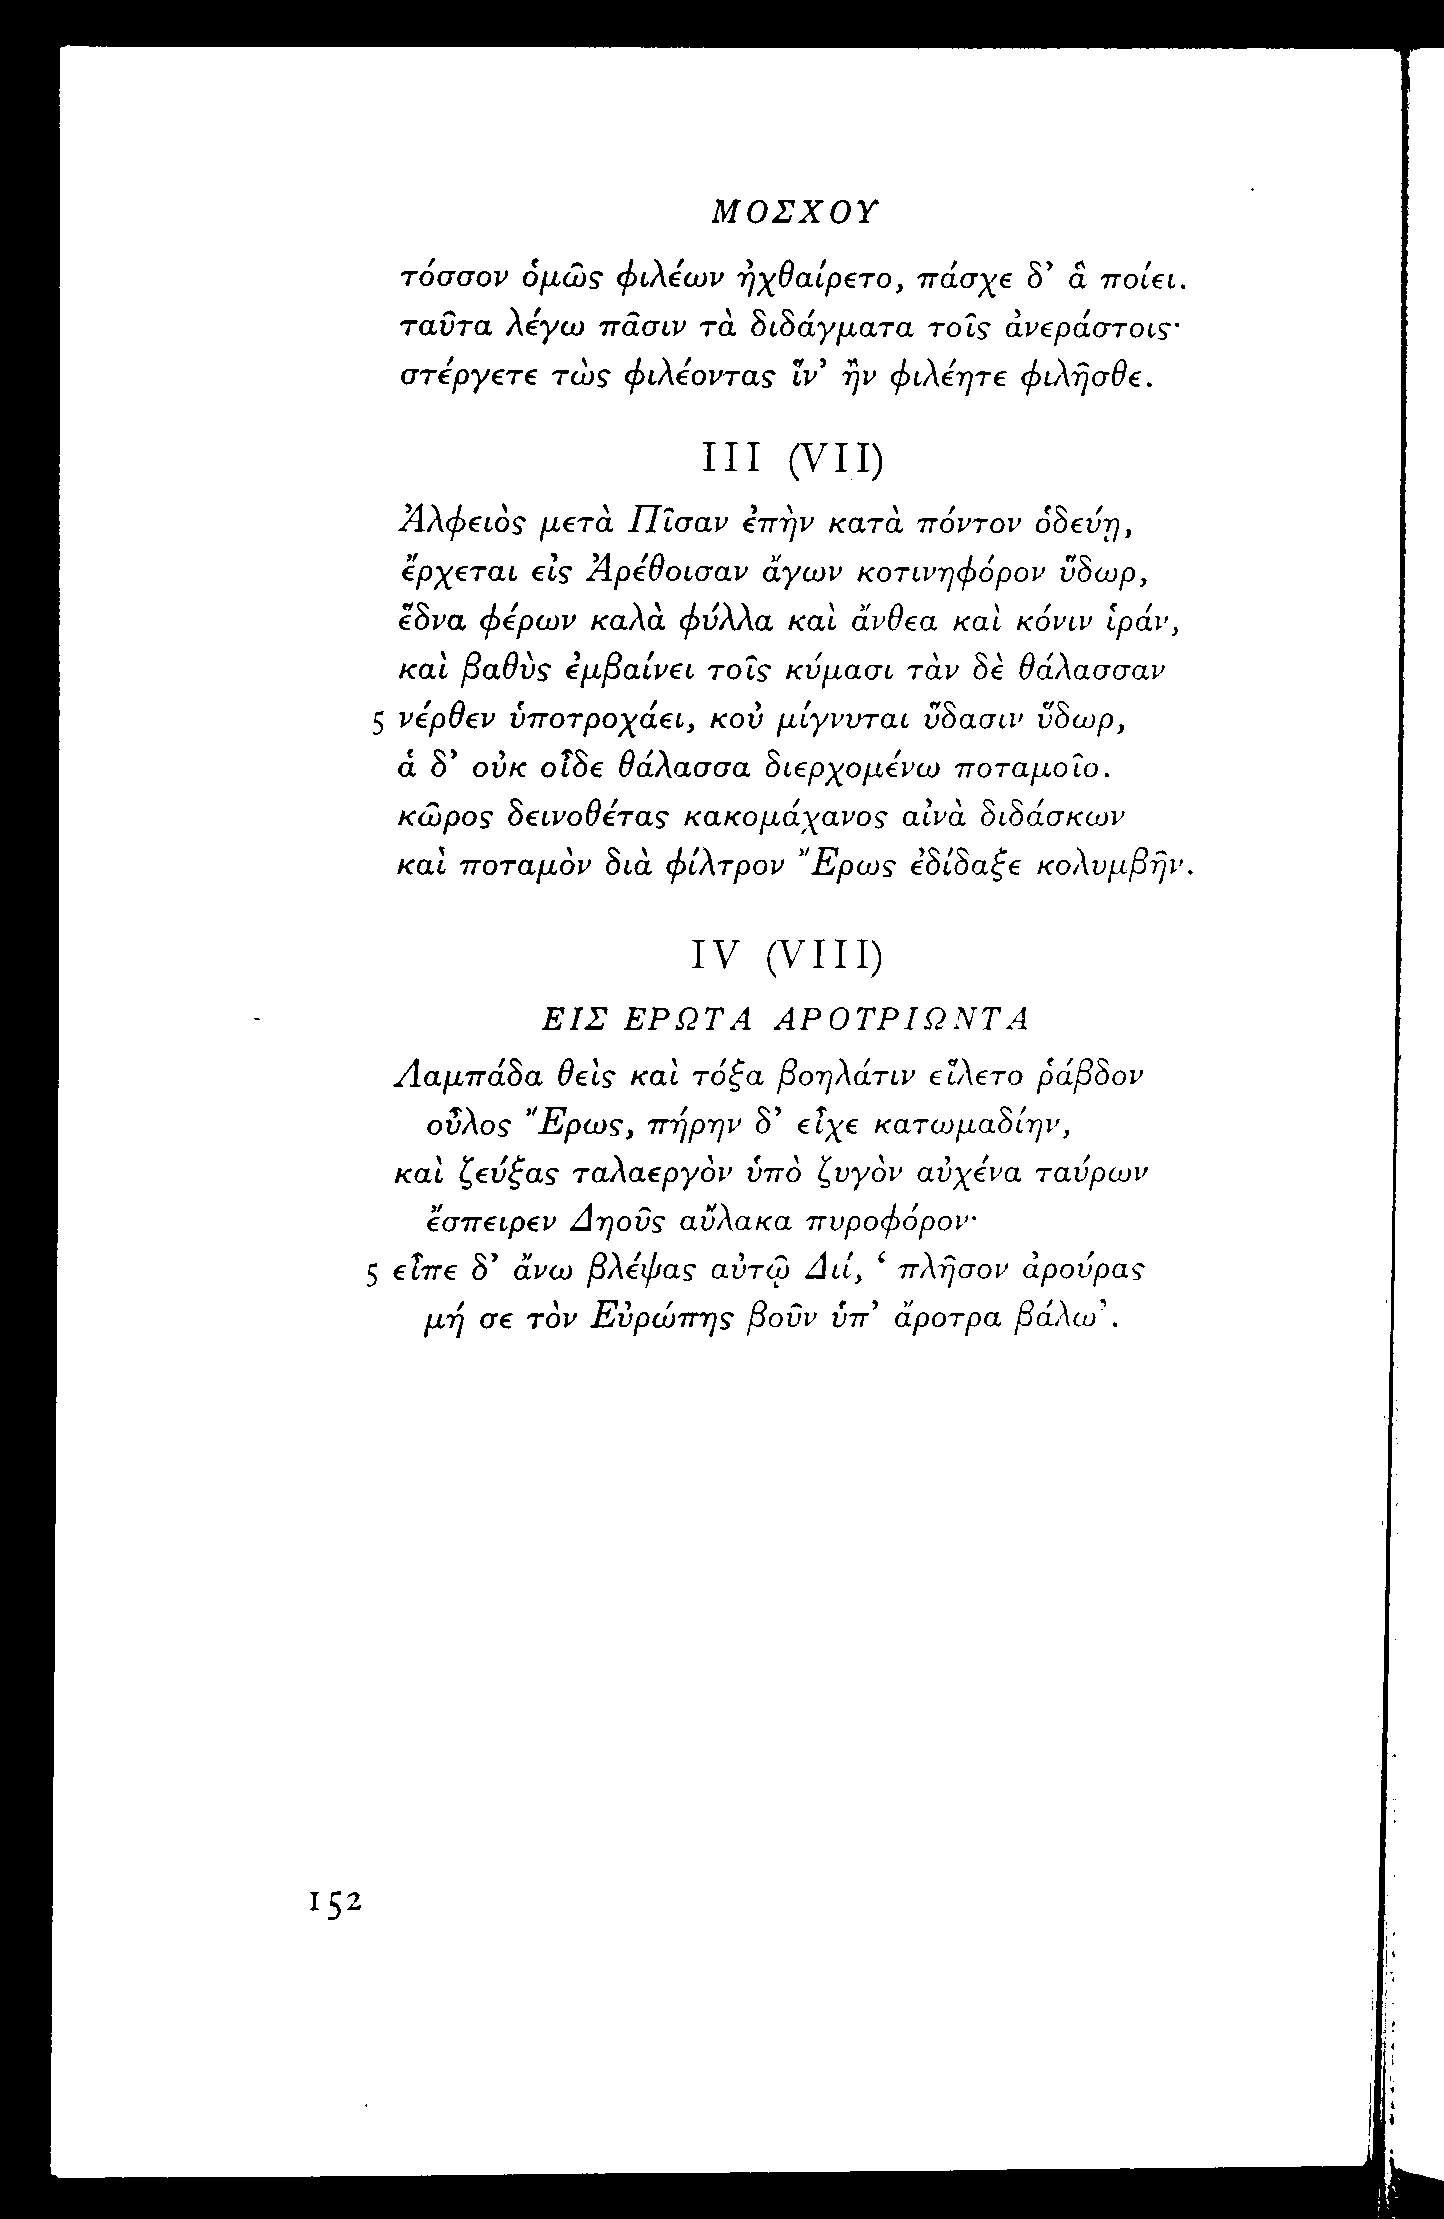 ΜΟΣΧΟΥ
τόσσον ὁμῶς φιλέων ἠχθαίρετο, πάσχε δ’ ἃ ποίει.
ταῦτα λέγω πᾶσιν τὰ διδάγματα τοῖς ἀνεράστοις·
στέργετε τὼς φιλέοντας ἵν’ ἢν φιλέητε φιλῆσθε.
III (VII)
Ἀλφειὸς μετὰ Πῖσαν ἐπὴν κατὰ πόντον ὁδεύῃ,
ἔρχεται εἰς Ἀρέθοισαν ἄγων κοτινηφόρον ὕδωρ,
ἕδνα φέρων καλὰ φύλλα καὶ ἄνθεα καὶ κόνιν ἱράν,
καὶ βαθὺς ἐμβαίνει τοῖς κύμασι τὰν δὲ θάλασσαν
5 νέρθεν ὑποτροχάει, κοὐ μίγνυται ὕδασιν ὕδωρ,
ἁ δ’ οὐκ οἶδε θάλασσα διερχομένω ποταμοῖο.
κῶρος δεινοθέτας κακομάχανος αἰνὰ διδάσκων
καὶ ποταμὸν διὰ φίλτρον Ἔρως ἐδίδαξε κολυμβῆν.
IV (VIII)
ΕΙΣ ΕΡΩΤΑ ΑΡΟΤΡΙΩΝΤΑ
Λαμπάδα θεὶς καὶ τόξα βοηλάτιν εἵλετο ῥάβδον
οὖλος Ἔρως, πήρην δ’ εἶχε κατωμαδίην,
καὶ ζεύξας ταλαεργὸν ὑπὸ ζυγὸν αὐχένα ταύρων
ἔσπειρεν Δηοῦς αὔλακα πυροφόρον·
5 εἶπε δ’ ἄνω βλέψας αὐτῷ Διί, ‘ πλῆσον ἀρούρας
μή σε τὸν Εὐρώπης βοῦν ὑπ’ ἄροτρα βάλω’.
152